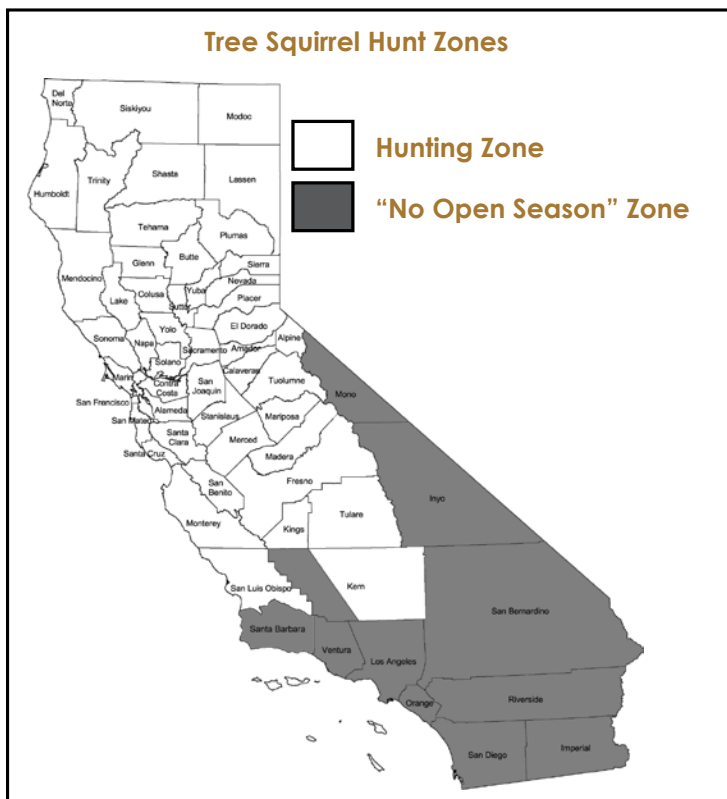 Tree Squirrel Hunt Zones
Del
Norta
Siskiyou
Modoc
Hunting Zone
“No Open Season” Zone
Humboldt
Trinity
Shasta
Lassen
Tehama
Plumas
Butte
Glenn
Sierra
Mendocino
Lake
Colusa
Yuba
Nevada
Sutter
Placer
Yolo
El Dorado
Sonoma
Napa
Sacramento
Amador
Alpine
Solano
Calaveras
Marin
Contra
Costa
San
Joaquin
Tuolumne
Mono
San Francisco
Alameda
Stanislaus
Mariposa
San Mateo
Santa
Clara
Merced
Santa Cruz
Madera
Fresno
San
Benito
Inyo
Monterey
Kings
Tulare
San Luis Obispo
Kern
San Bernardino
Santa Barbara
Ventura
Los Angeles
Orange
Riverside
San Diego
Imperial